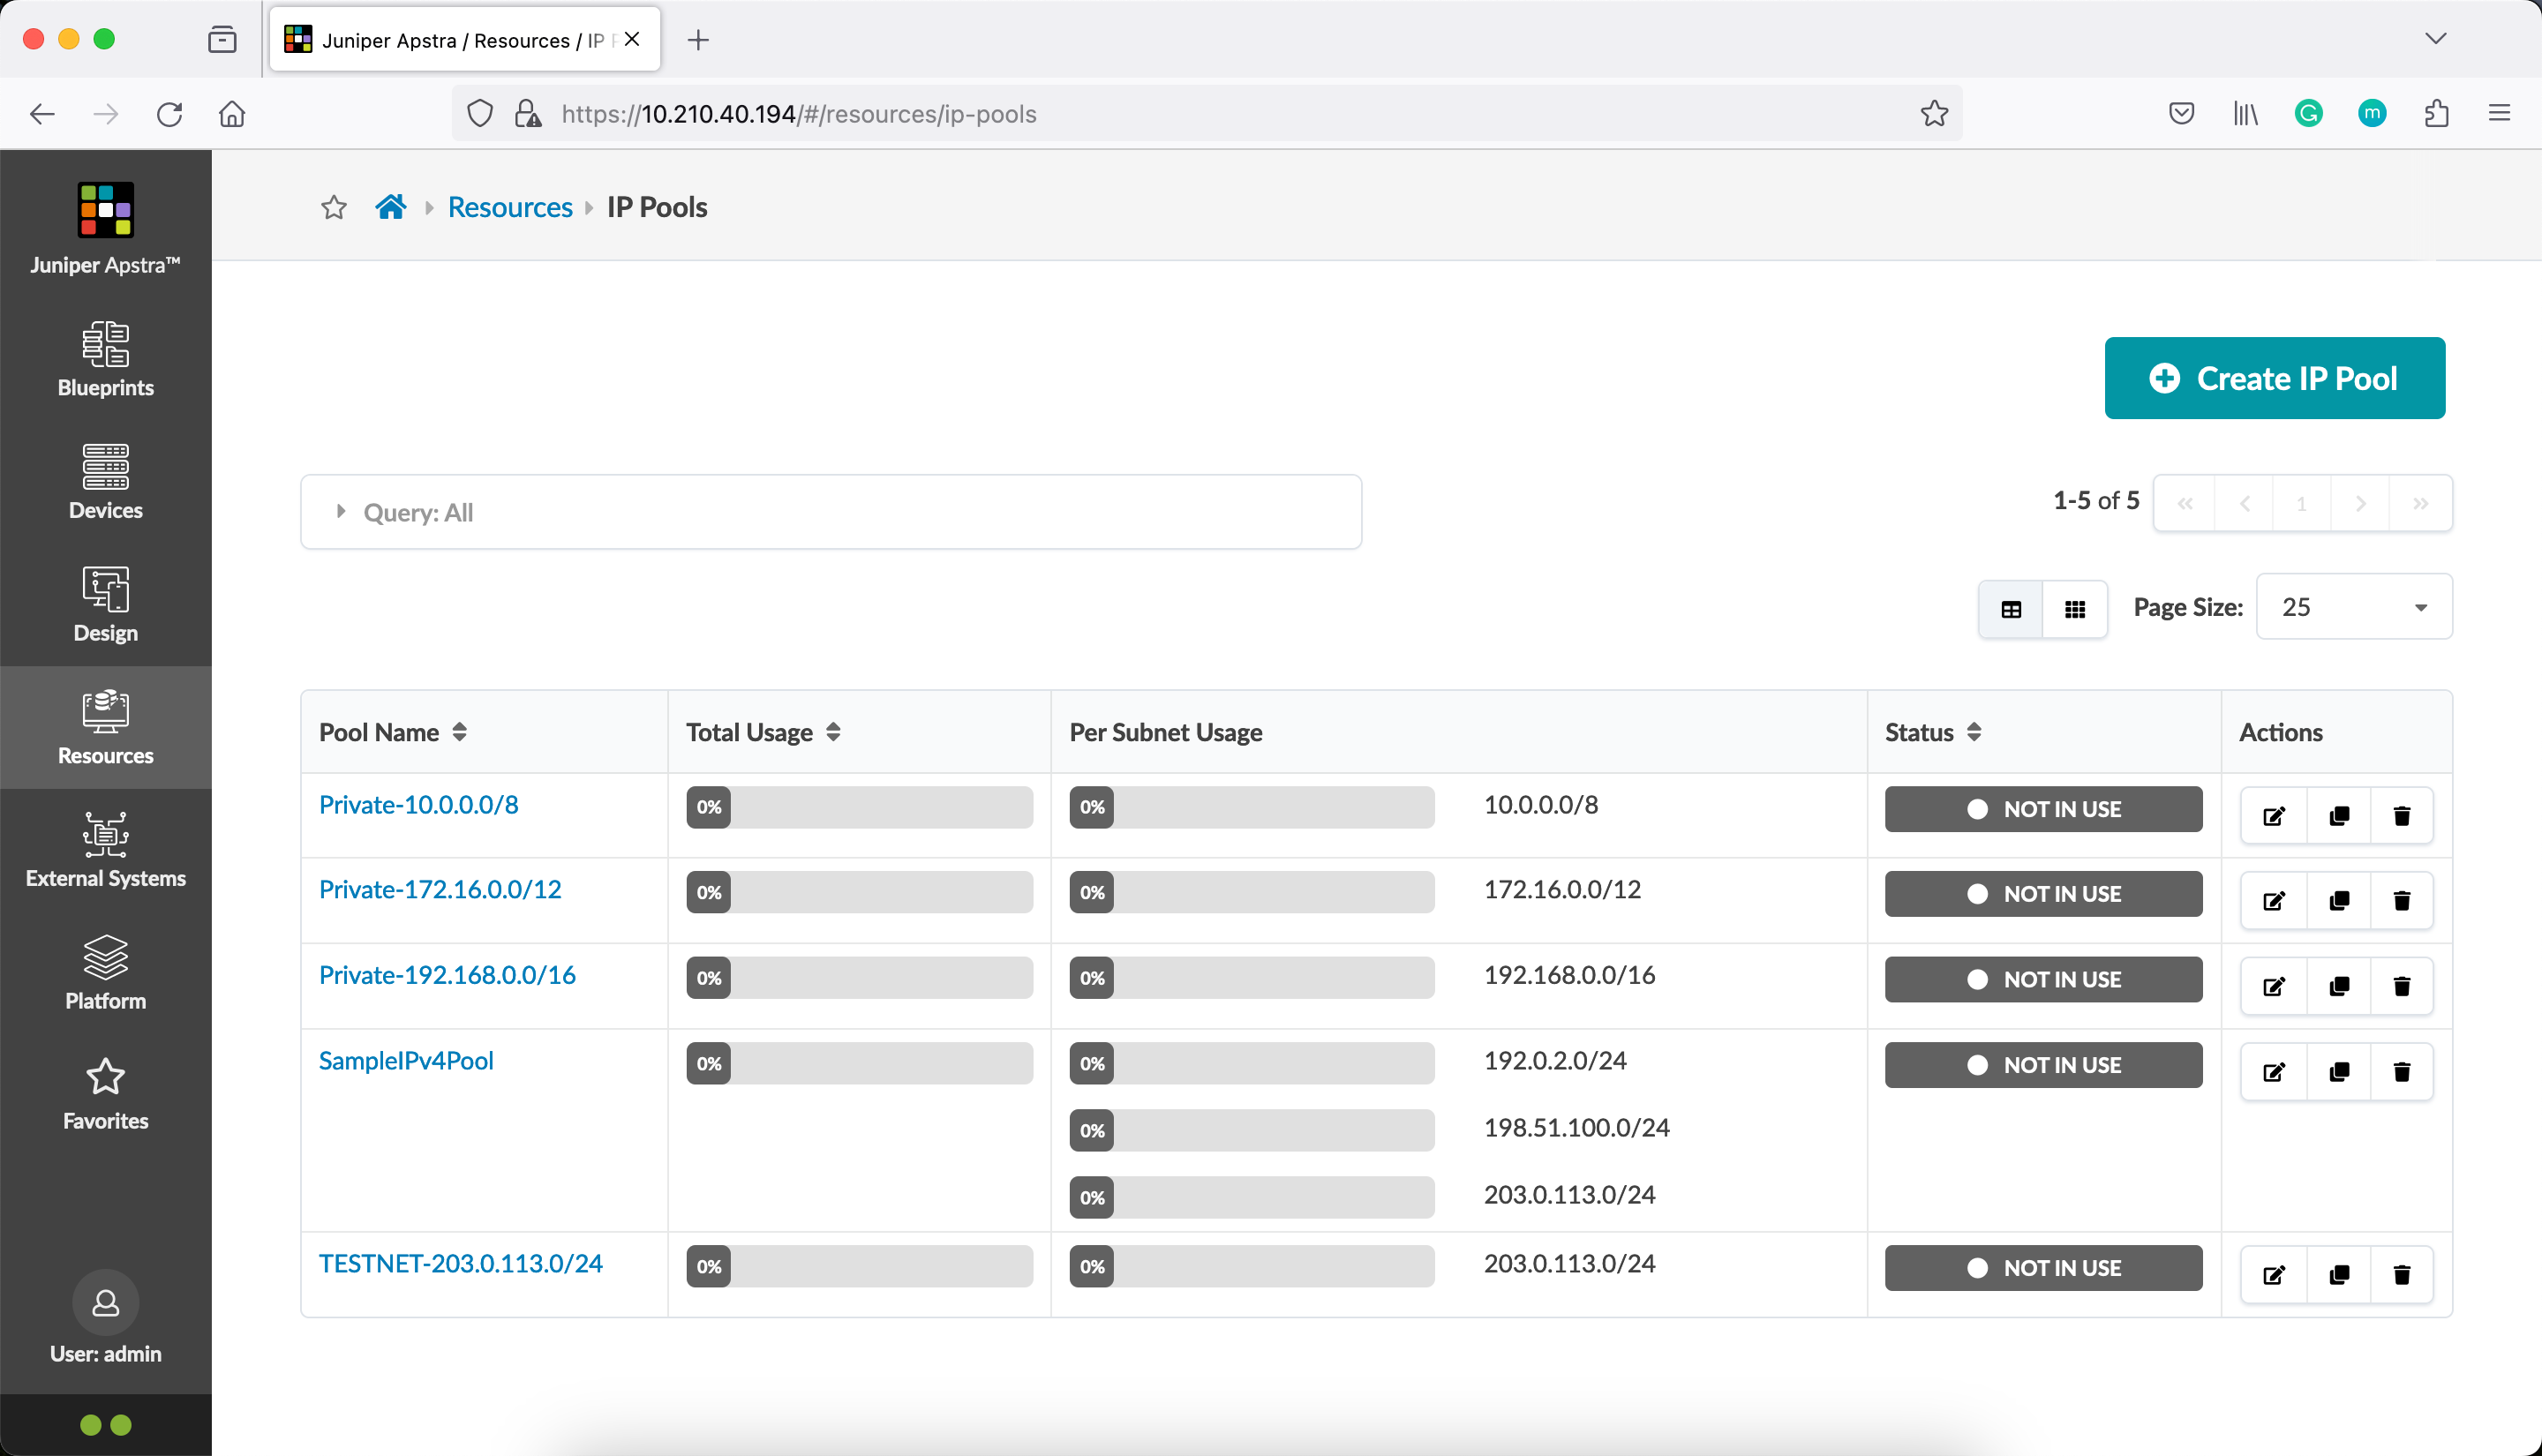 Juniper Apstra / Resources / IP
https://10.210.40.194/#/resources/ip-pools
m
Juniper Apstra™
Blueprints
Devices
Design
Resources
External Systems
Platform
Favorites
User: admin
Resources IP Pools
Create IP Pool
Query: All
1-5 of 5
« < 1 > »
Page Size: 25
Pool Name Total Usage Per Subnet Usage Status Actions
Private-10.0.0.0/8 0% 0% 10.0.0.0/8 NOT IN USE
Private-172.16.0.0/12 0% 0% 172.16.0.0/12 NOT IN USE
Private-192.168.0.0/16 0% 0% 192.168.0.0/16 NOT IN USE
SampleIPv4Pool 0% 0% 192.0.2.0/24 NOT IN USE
0% 198.51.100.0/24
0% 203.0.113.0/24
TESTNET-203.0.113.0/24 0% 0% 203.0.113.0/24 NOT IN USE